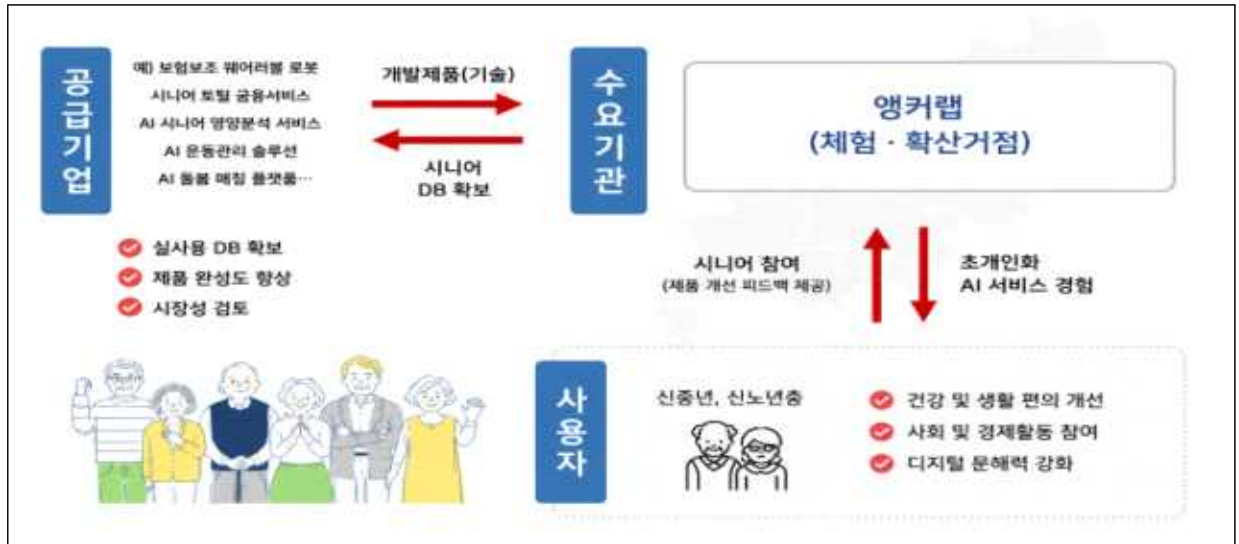 공급기업
예) 보험보조 웨어러블 로봇
시니어 토털 금융서비스
AI 시니어 영양분석 서비스
AI 운동관리 솔루션
AI 돌봄 매칭 플랫폼…
실사용 DB 확보
제품 완성도 향상
시장성 검토
개발제품(기술)
시니어
DB 확보
수요기관
앵커랩
(체험 · 확산거점)
시니어 참여
(제품 개선 피드백 제공)
초개인화
AI 서비스 경험
사용자
신중년, 신노년층
건강 및 생활 편의 개선
사회 및 경제활동 참여
디지털 문해력 강화